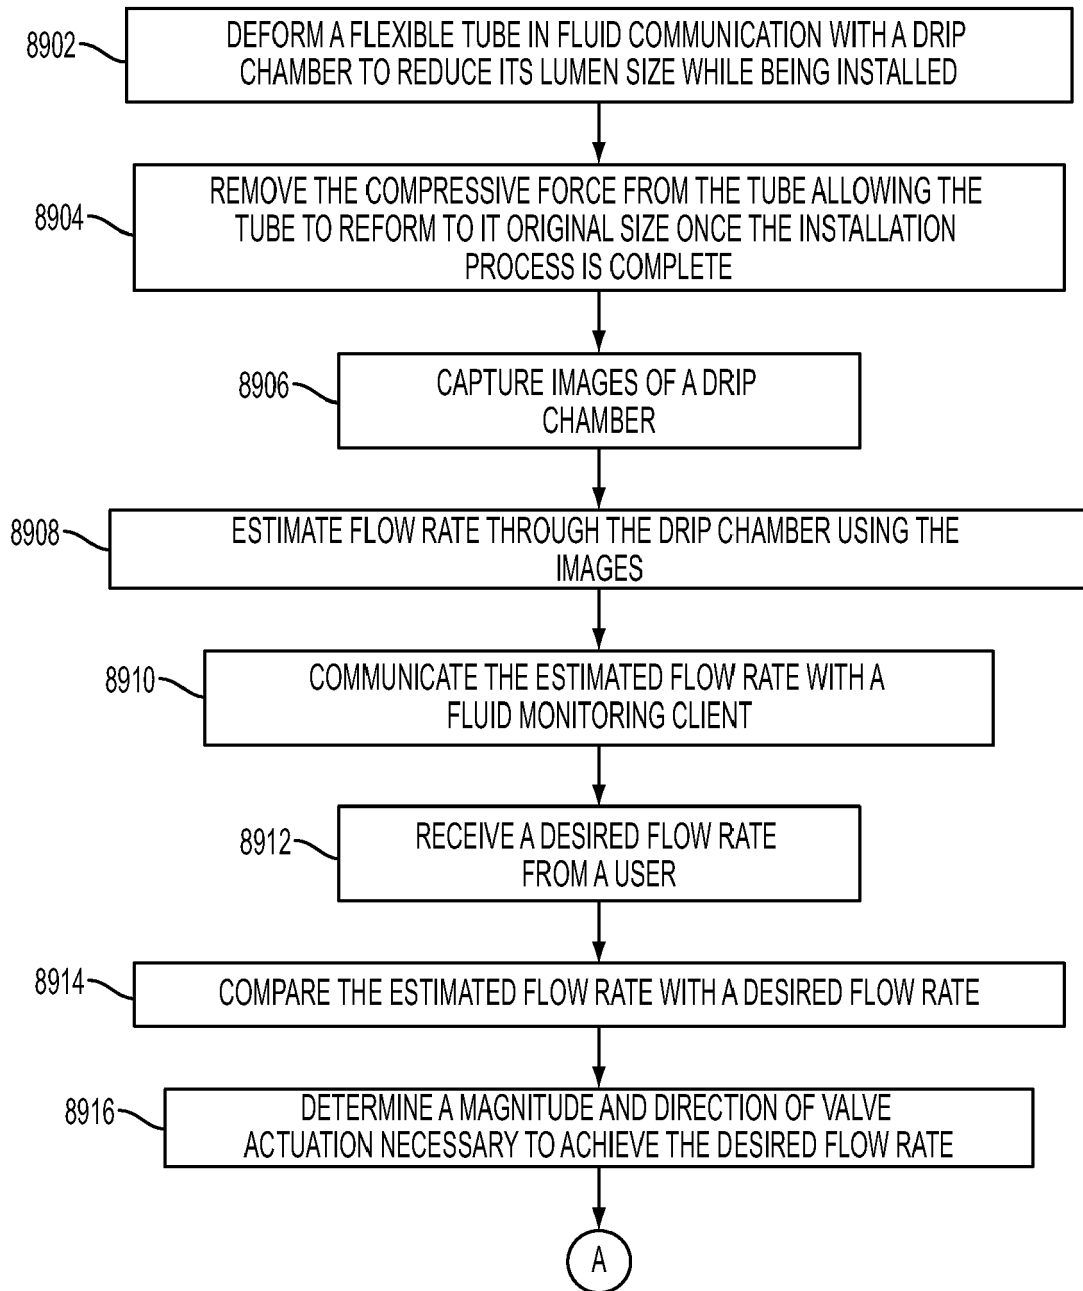 8902
DEFORM A FLEXIBLE TUBE IN FLUID COMMUNICATION WITH A DRIP
CHAMBER TO REDUCE ITS LUMEN SIZE WHILE BEING INSTALLED
8904
REMOVE THE COMPRESSIVE FORCE FROM THE TUBE ALLOWING THE
TUBE TO REFORM TO IT ORIGINAL SIZE ONCE THE INSTALLATION
PROCESS IS COMPLETE
8906
CAPTURE IMAGES OF A DRIP
CHAMBER
8908
ESTIMATE FLOW RATE THROUGH THE DRIP CHAMBER USING THE
IMAGES
8910
COMMUNICATE THE ESTIMATED FLOW RATE WITH A
FLUID MONITORING CLIENT
8912
RECEIVE A DESIRED FLOW RATE
FROM A USER
8914
COMPARE THE ESTIMATED FLOW RATE WITH A DESIRED FLOW RATE
8916
DETERMINE A MAGNITUDE AND DIRECTION OF VALVE
ACTUATION NECESSARY TO ACHIEVE THE DESIRED FLOW RATE
A